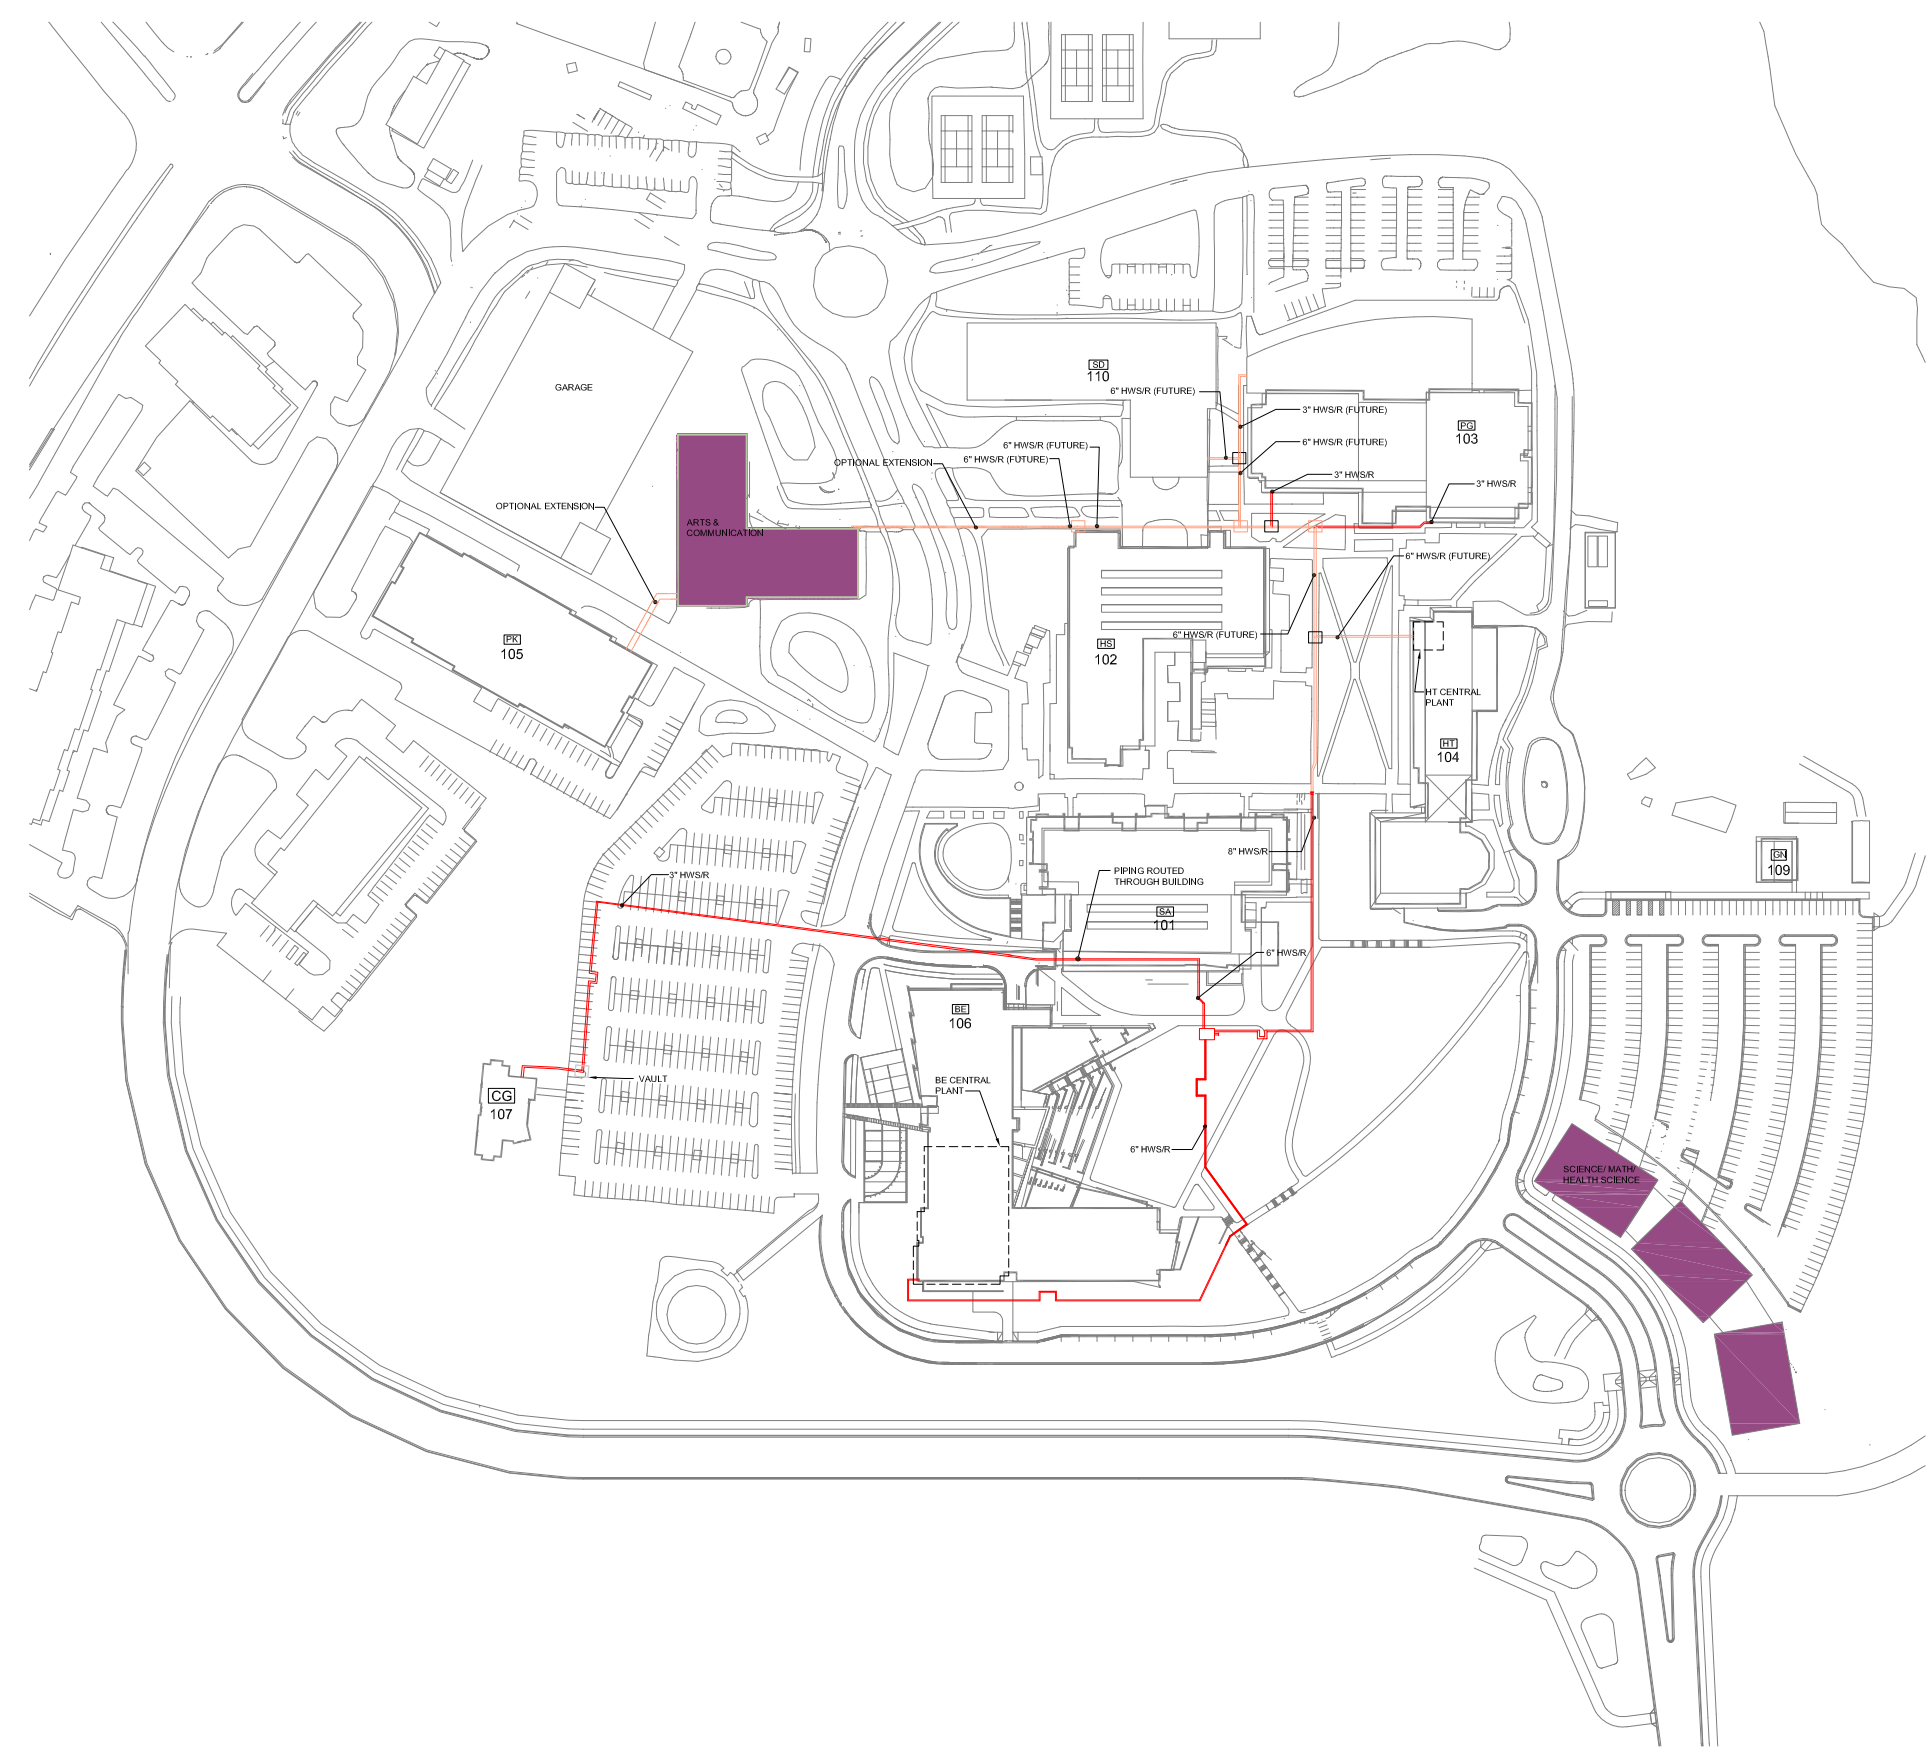 SD
110
GARAGE
6" HWS/R (FUTURE)
3" HWS/R (FUTURE)
PG
103
6" HWS/R (FUTURE)
6" HWS/R (FUTURE)
6" HWS/R (FUTURE)
OPTIONAL EXTENSION
3" HWS/R
3" HWS/R
OPTIONAL EXTENSION
ARTS &
COMMUNICATION
6" HWS/R (FUTURE)
PK
105
HS
102
6" HWS/R (FUTURE)
HT CENTRAL
PLANT
HT
104
8" HWS/R
GN
109
PIPING ROUTED
THROUGH BUILDING
3" HWS/R
SA
101
6" HWS/R
BE
106
VAULT
BE CENTRAL
PLANT
CG
107
6" HWS/R
SCIENCE/ MATH/
HEALTH SCIENCE